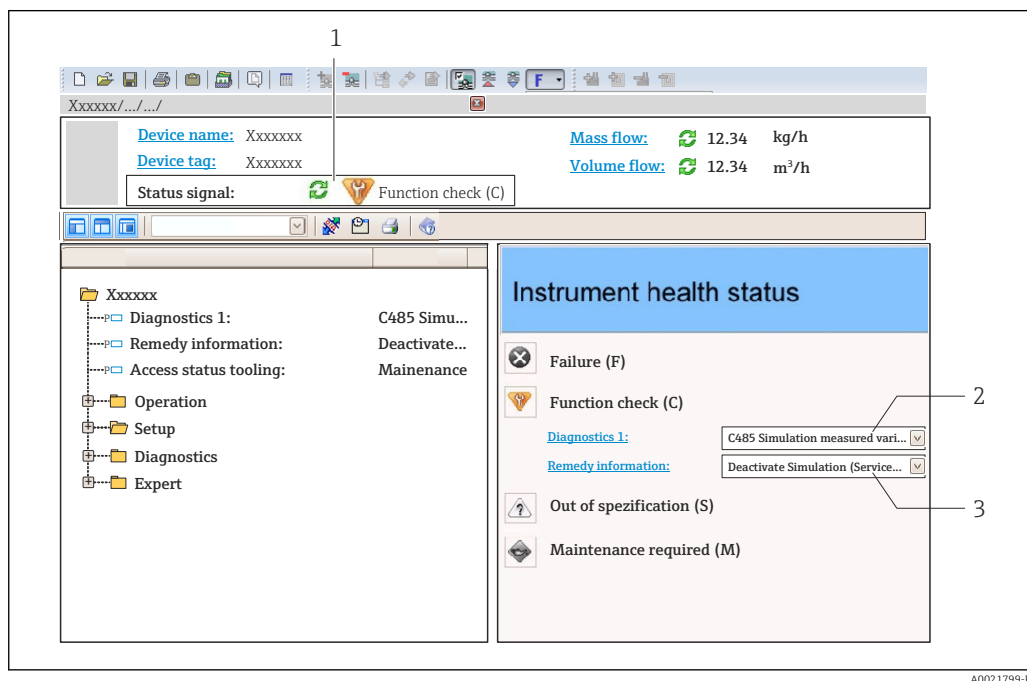 1
F
Xxxxxx/.../.../
Device name: Xxxxxxx
Mass flow: 12.34 kg/h
Device tag: Xxxxxxx
Volume flow: 12.34 m³/h
Status signal: Function check (C)
Xxxxxx
Diagnostics 1: C485 Simu...
Remedy information: Deactivate...
Access status tooling: Mainenance
Operation
Setup
Diagnostics
Expert
Instrument health status
Failure (F)
Function check (C)
2
Diagnostics 1: C485 Simulation measured vari...
Remedy information: Deactivate Simulation (Service...
Out of spezification (S)
3
Maintenance required (M)